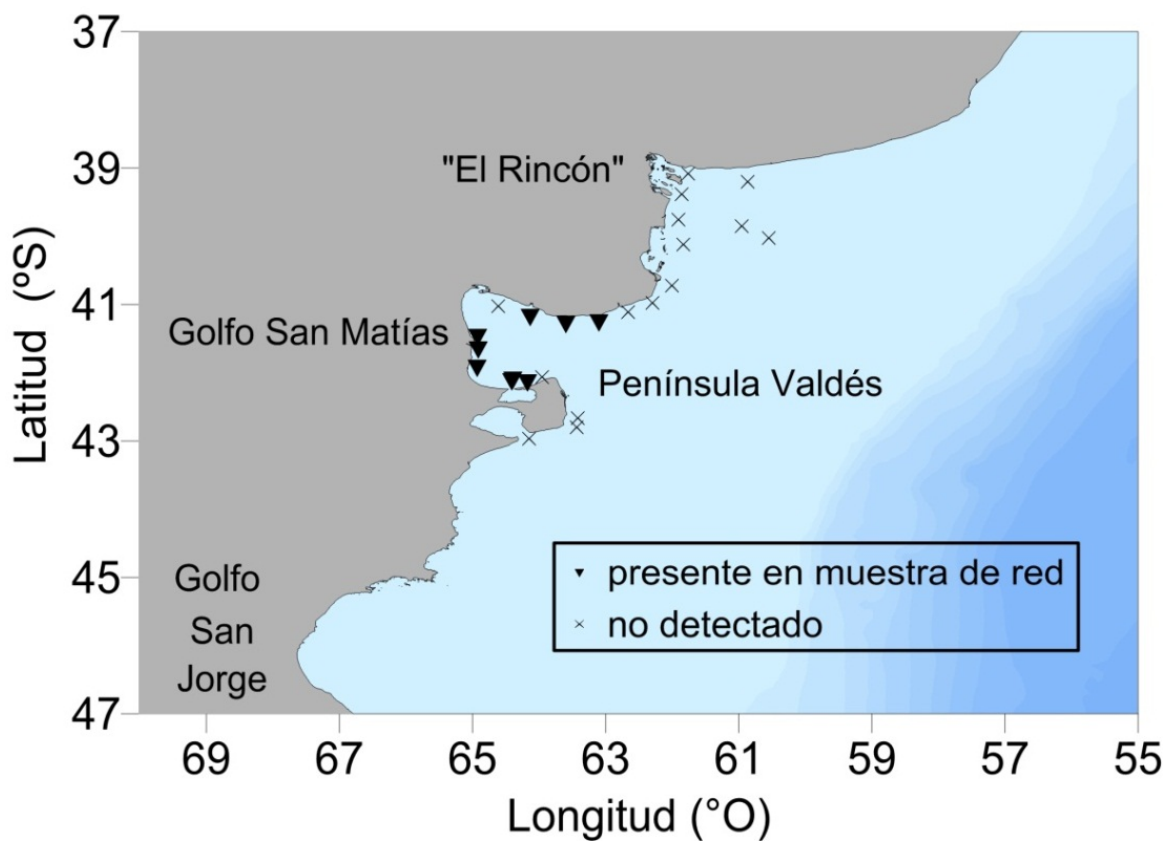 37
39
41
43
45
47
Latitud (ºS)
"El Rincón"
Golfo San Matías
Península Valdés
Golfo
San
Jorge
presente en muestra de red
no detectado
69
67
65
63
61
59
57
55
Longitud (°O)